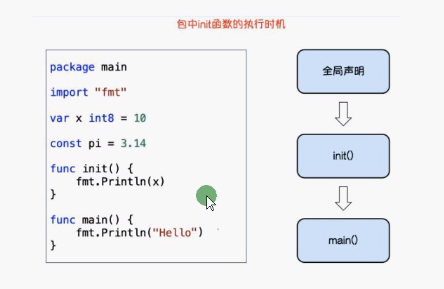 包中init函数的执行时机
package main
import "fmt"
var x int8 = 10
const pi = 3.14
func init() {
    fmt.Println(x)
}
func main() {
    fmt.Println("Hello")
}
全局声明
init()
main()